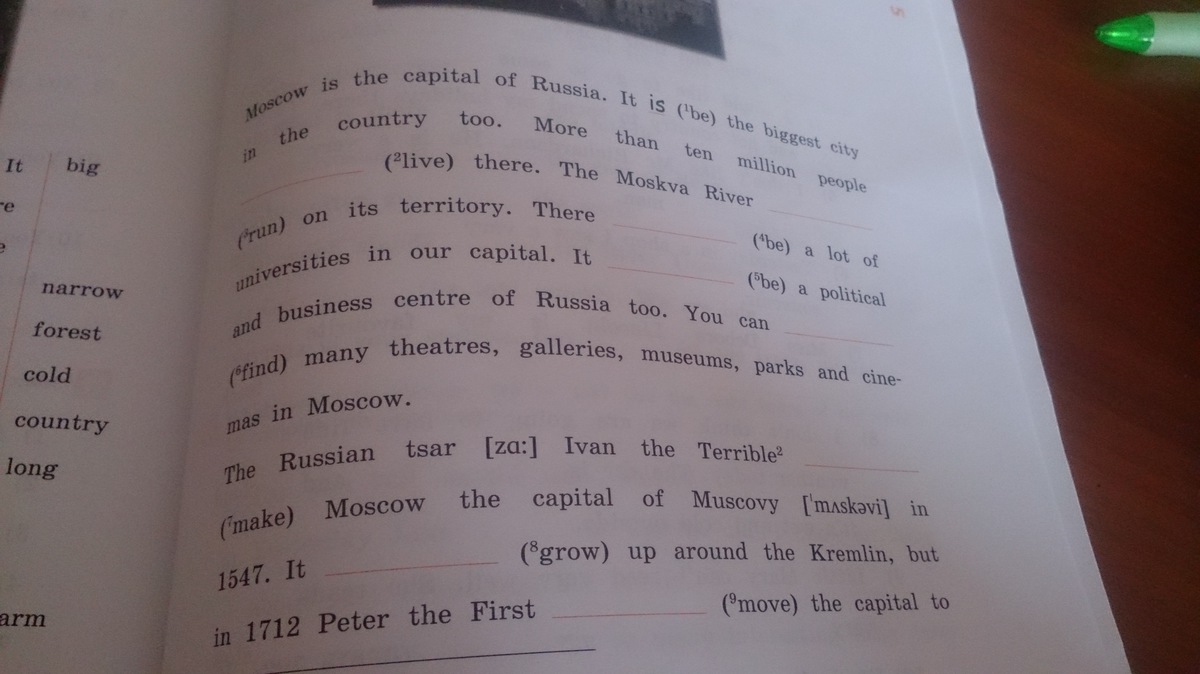 It big
re
e
narrow
forest
cold
country
long
arm
Moscow is the capital of Russia. It is (¹be) the biggest city
in the country too. More than ten million people
(²live) there. The Moskva River
(³run) on its territory. There (⁴be) a lot of
universities in our capital. It (⁵be) a political
and business centre of Russia too. You can
(⁶find) many theatres, galleries, museums, parks and cine-
mas in Moscow.
The Russian tsar [zɑ:] Ivan the Terrible²
(⁷make) Moscow the capital of Muscovy [ˈmʌskəvi] in
1547. It (⁸grow) up around the Kremlin, but
in 1712 Peter the First (⁹move) the capital to